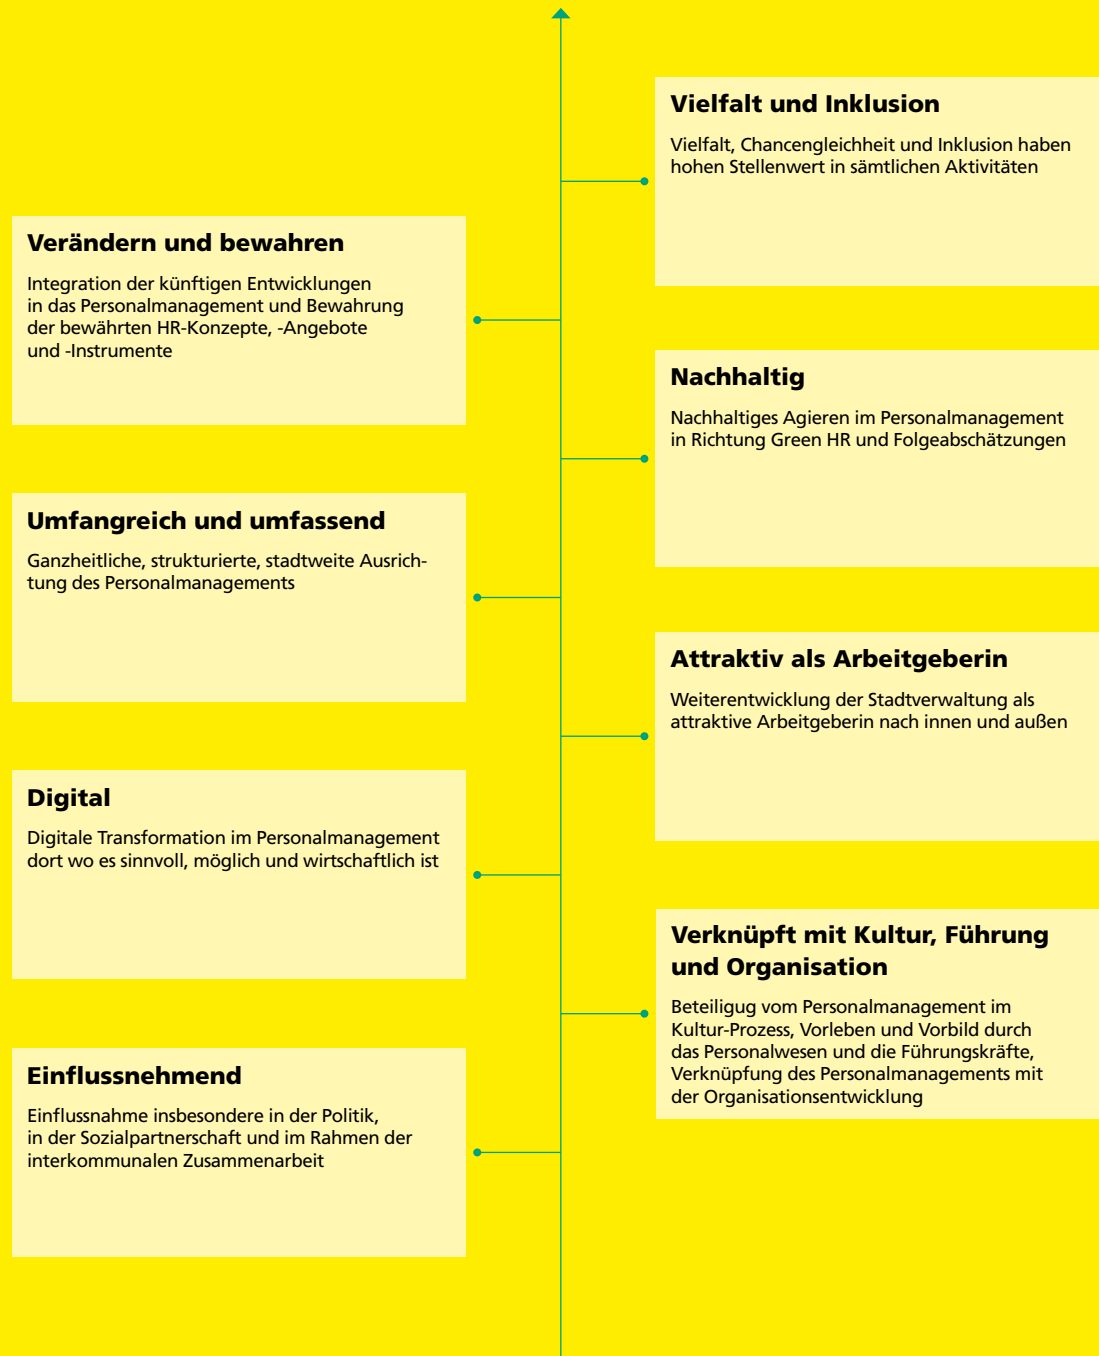 Vielfalt und Inklusion
Vielfalt, Chancengleichheit und Inklusion haben
hohen Stellenwert in sämtlichen Aktivitäten
Verändern und bewahren
Integration der künftigen Entwicklungen
in das Personalmanagement und Bewahrung
der bewährten HR-Konzepte, -Angebote
und -Instrumente
Nachhaltig
Nachhaltiges Agieren im Personalmanagement
in Richtung Green HR und Folgeabschätzungen
Umfangreich und umfassend
Ganzheitliche, strukturierte, stadtweite Ausrich-
tung des Personalmanagements
Attraktiv als Arbeitgeberin
Weiterentwicklung der Stadtverwaltung als
attraktive Arbeitgeberin nach innen und außen
Digital
Digitale Transformation im Personalmanagement
dort wo es sinnvoll, möglich und wirtschaftlich ist
Verknüpft mit Kultur, Führung
und Organisation
Beteiligug vom Personalmanagement im
Kultur-Prozess, Vorleben und Vorbild durch
das Personalwesen und die Führungskräfte,
Verknüpfung des Personalmanagements mit
der Organisationsentwicklung
Einflussnehmend
Einflussnahme insbesondere in der Politik,
in der Sozialpartnerschaft und im Rahmen der
interkommunalen Zusammenarbeit